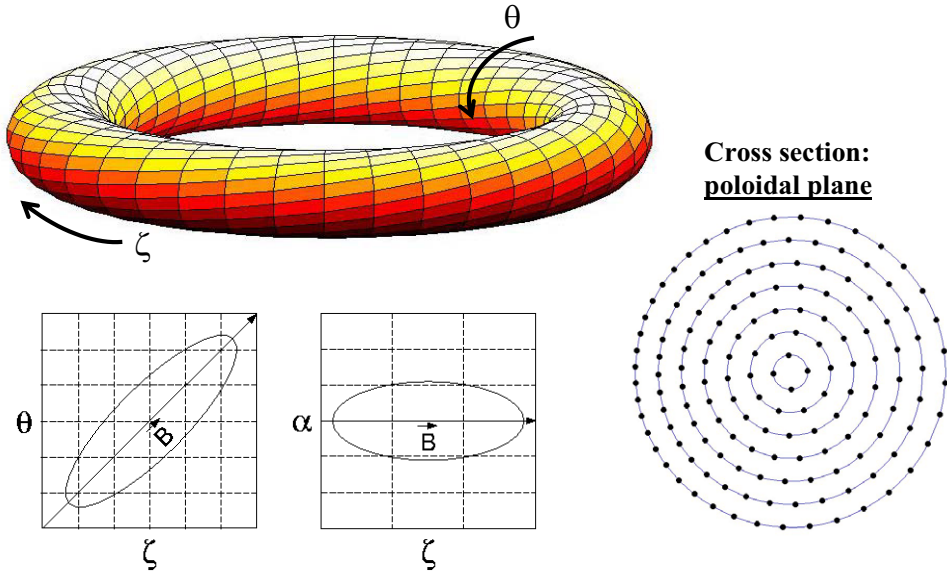 θ
ζ
Cross section:
poloidal plane
θ
B
ζ
α
B
ζ